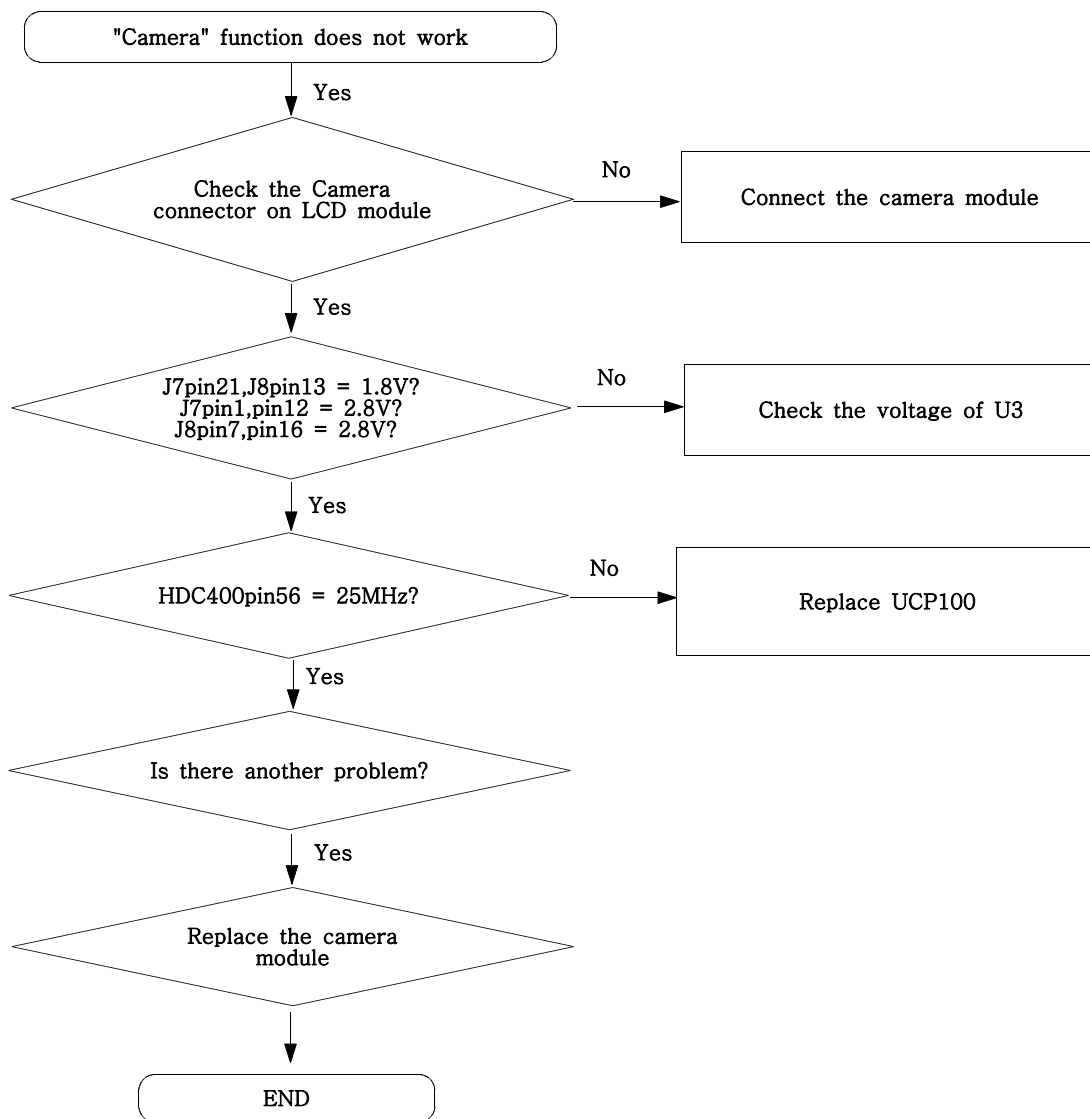 "Camera" function does not work
Yes
Check the Camera
connector on LCD module
No
Connect the camera module
Yes
J7pin21,J8pin13 = 1.8V?
J7pin1,pin12 = 2.8V?
J8pin7,pin16 = 2.8V?
No
Check the voltage of U3
Yes
HDC400pin56 = 25MHz?
No
Replace UCP100
Yes
Is there another problem?
Yes
Replace the camera
module
END